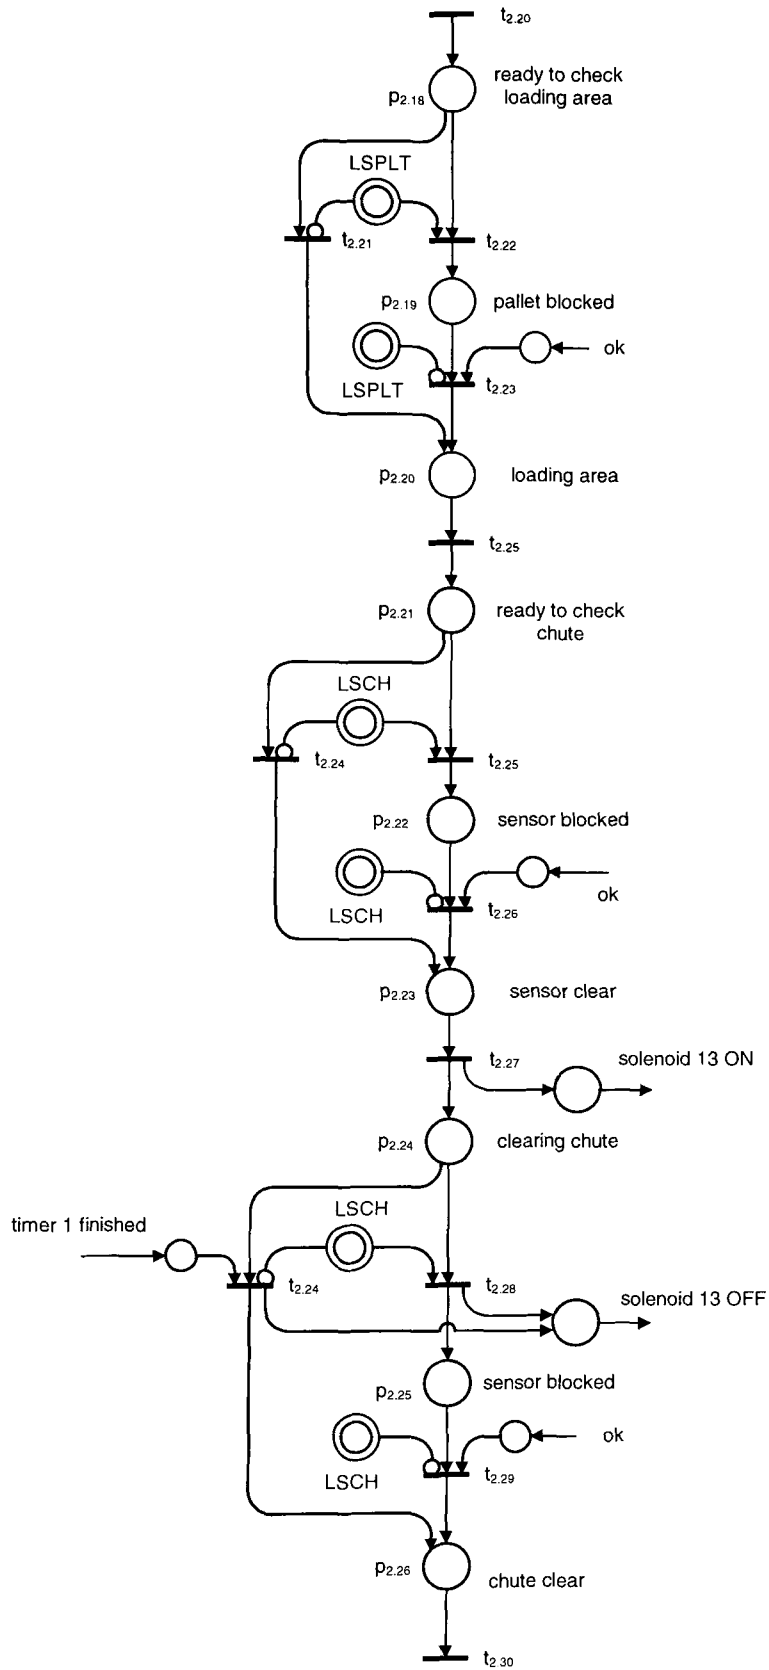 t2.20
ready to check
loading area
p2.18
LSPLT
t2.21
t2.22
p2.19
pallet blocked
ok
LSPLT
t2.23
p2.20
loading area
t2.25
p2.21
ready to check
chute
LSCH
t2.24
t2.25
p2.22
sensor blocked
ok
LSCH
t2.26
p2.23
sensor clear
t2.27
solenoid 13 ON
p2.24
clearing chute
LSCH
timer 1 finished
t2.24
t2.28
solenoid 13 OFF
p2.25
sensor blocked
ok
LSCH
t2.29
p2.26
chute clear
t2.30